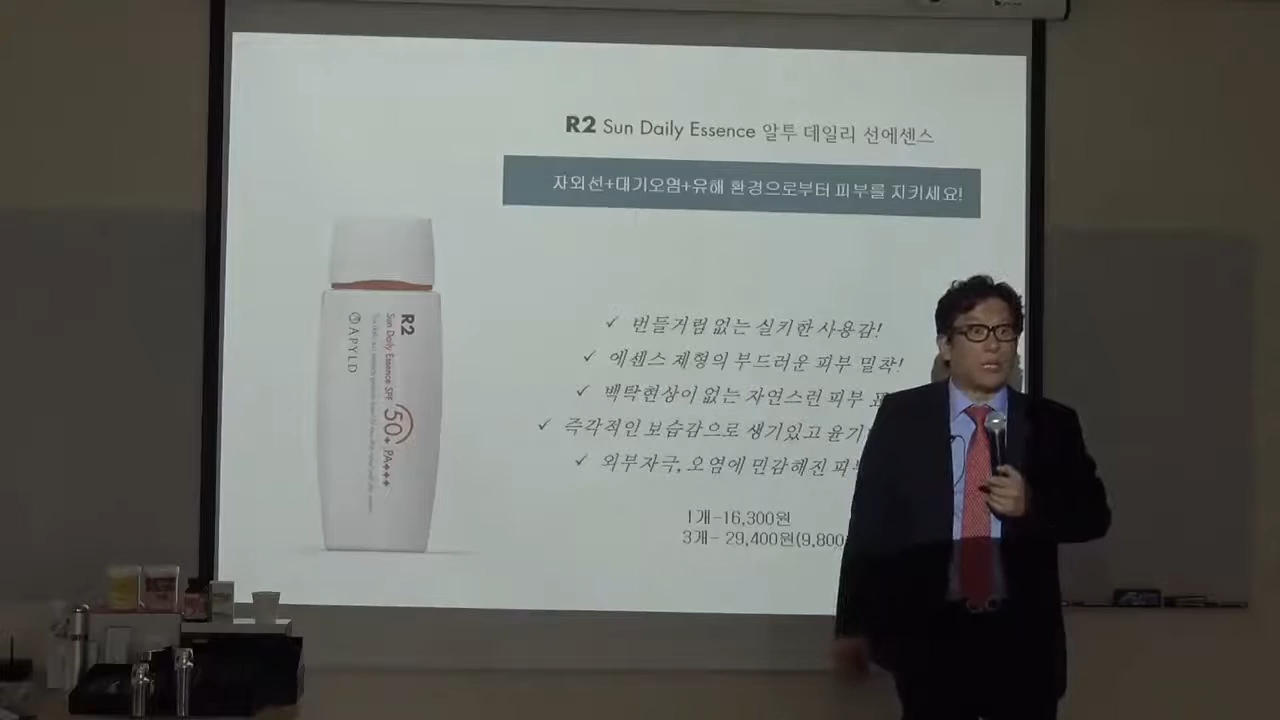 R2 Sun Daily Essence 알투 데일리 선에센스
자외선+대기오염+유해 환경으로부터 피부를 지키세요!
✓ 번들거림 없는 실키한 사용감!
✓ 에센스 제형의 부드러운 피부 밀착!
✓ 백탁현상이 없는 자연스런 피부
✓ 즉각적인 보습감으로 생기있고
✓ 외부자극, 오염에 민감해진
1개-16,300원
3개- 29,400원(9,800
R2
Sun Daily Essence SPF 50+ PA+++
APYLD